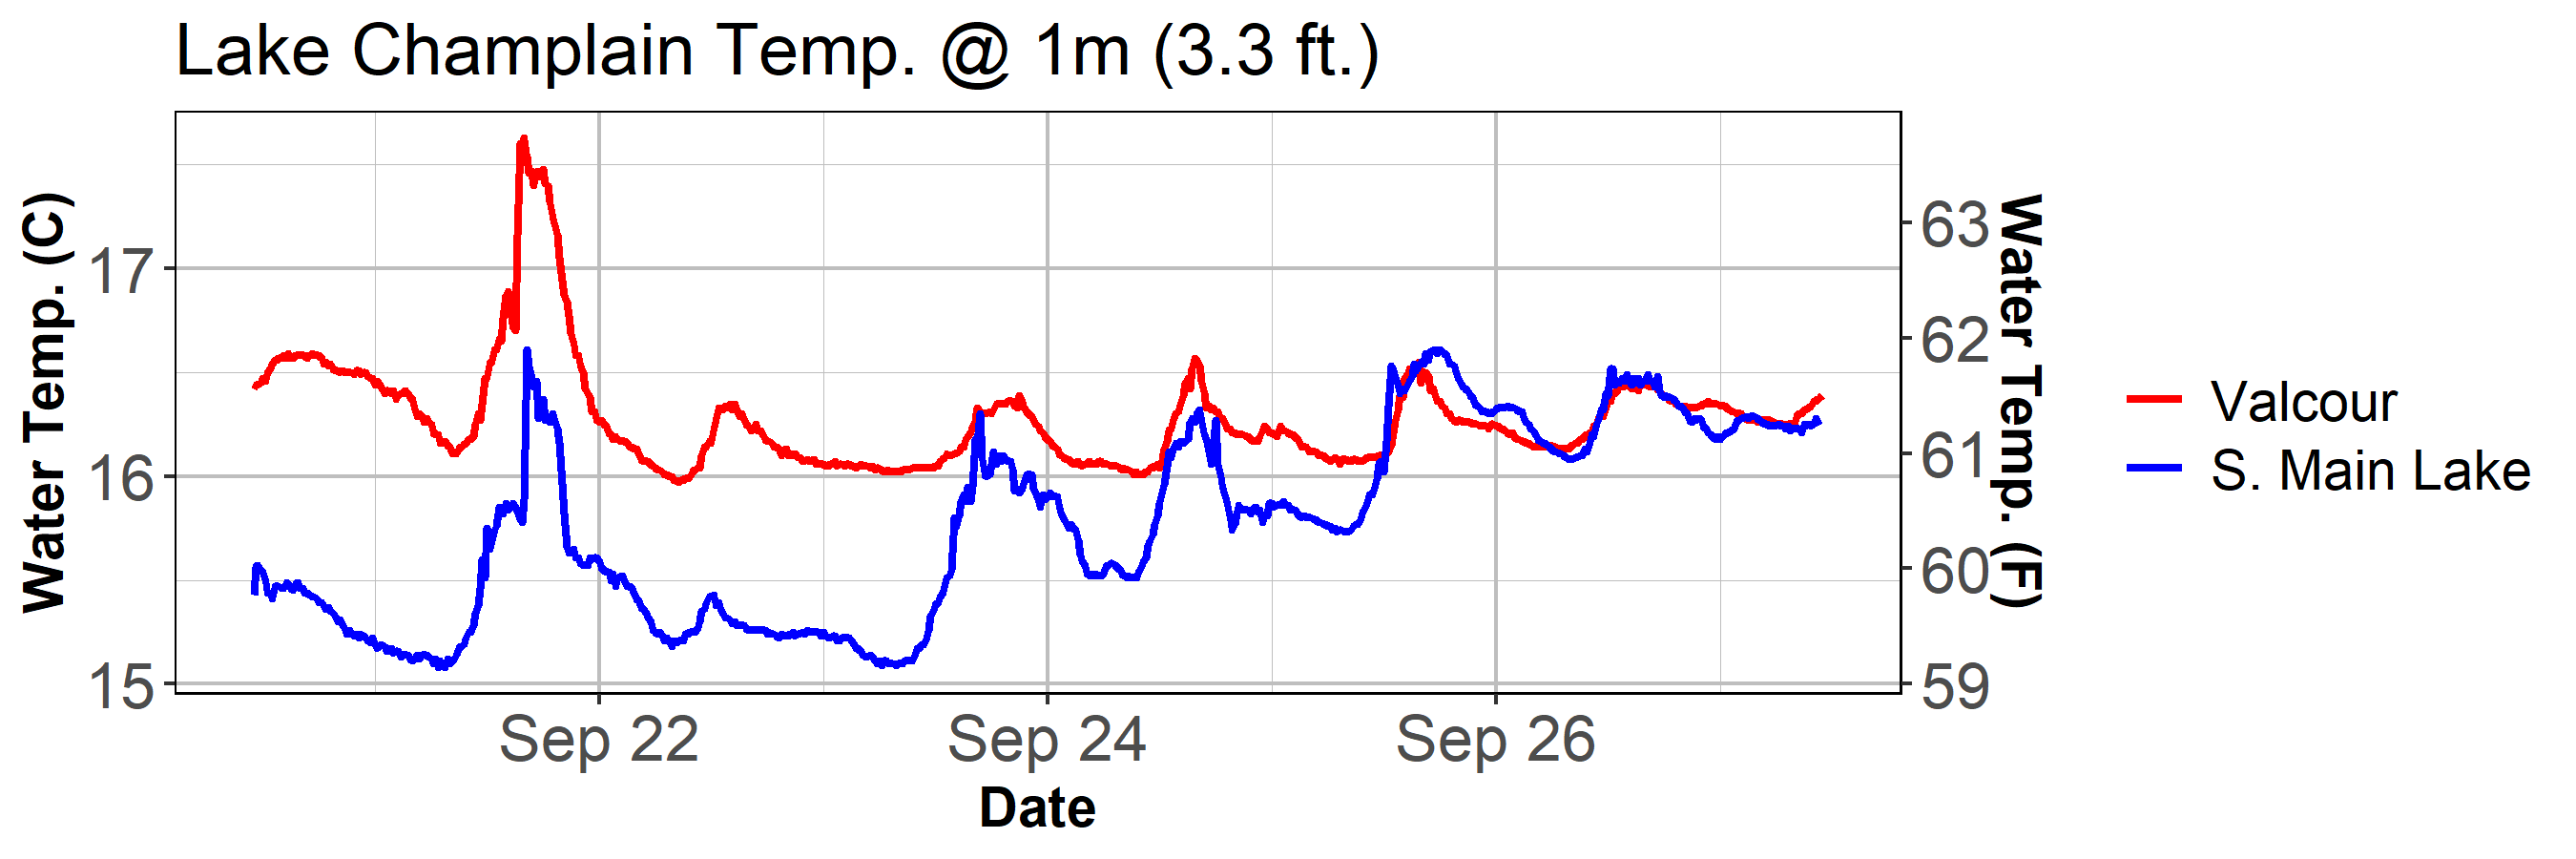 Lake Champlain Temp. @ 1m (3.3 ft.)
Water Temp. (C)
17
16
15
63
62
61
60
59
Water Temp. (F)
Sep 22
Sep 24
Sep 26
Date
Valcour
S. Main Lake